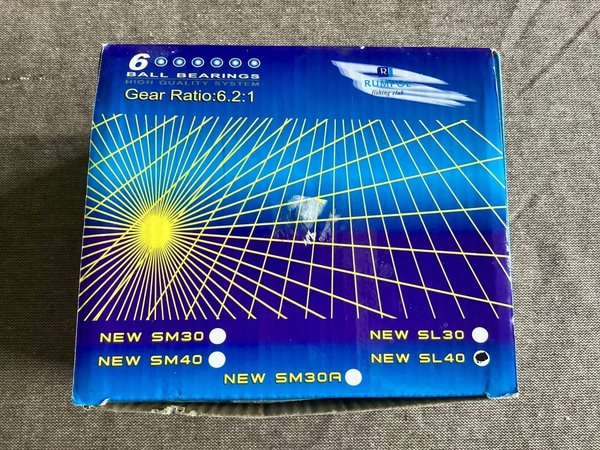 6
BALL BEARINGS
HIGH QUALITY SYSTEM
Gear Ratio:6.2:1
R
RUMPOL
fishing club
NEW SM30
NEW SL30
NEW SM40
NEW SL40
NEW SM30A